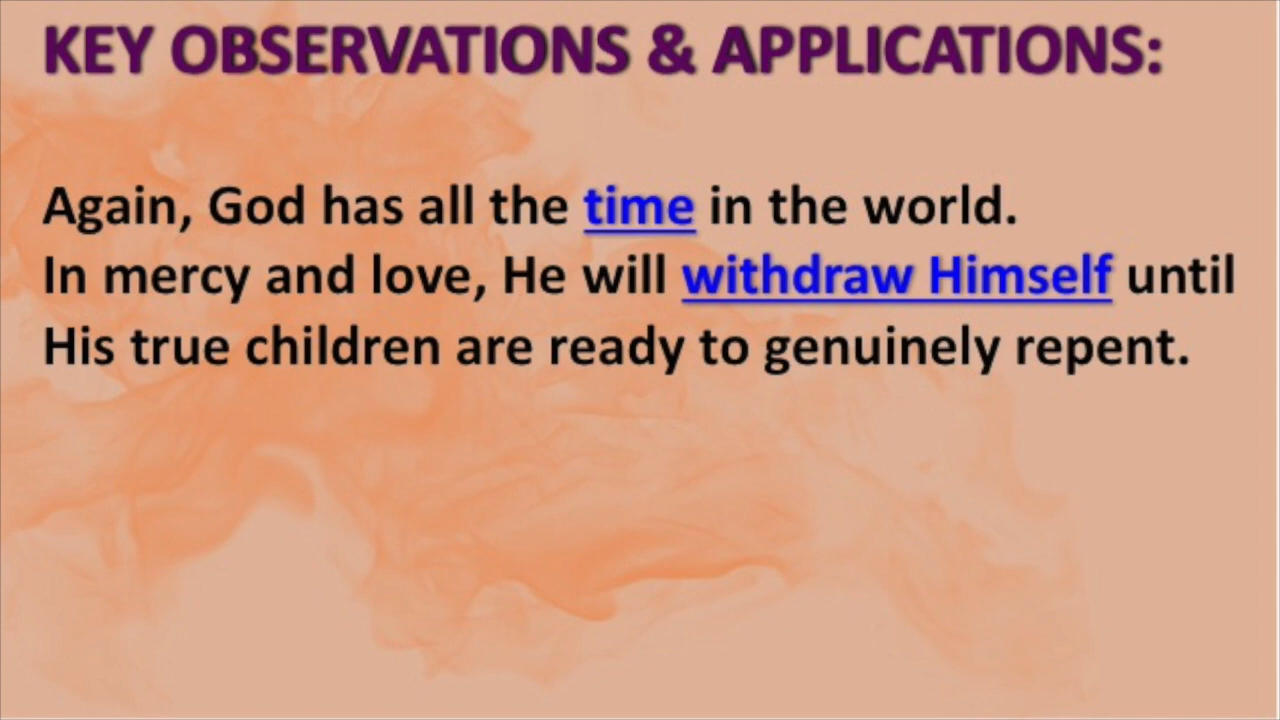 KEY OBSERVATIONS & APPLICATIONS:
Again, God has all the time in the world.
In mercy and love, He will withdraw Himself until
His true children are ready to genuinely repent.